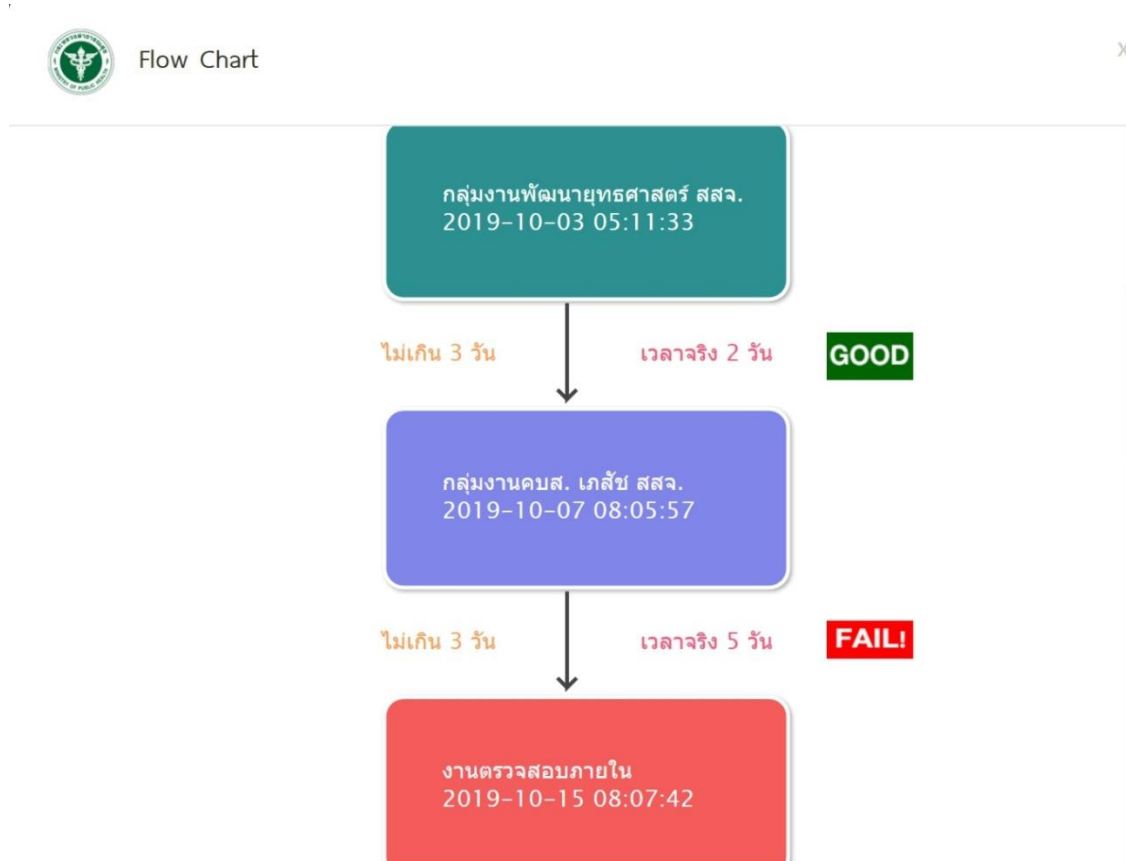 Flow Chart
X
กลุ่มงานพัฒนายุทธศาสตร์ สสจ.
2019-10-03 05:11:33
ไม่เกิน 3 วัน
เวลาจริง 2 วัน
GOOD
กลุ่มงานคบส. เภสัช สสจ.
2019-10-07 08:05:57
ไม่เกิน 3 วัน
เวลาจริง 5 วัน
FAIL!
งานตรวจสอบภายใน
2019-10-15 08:07:42